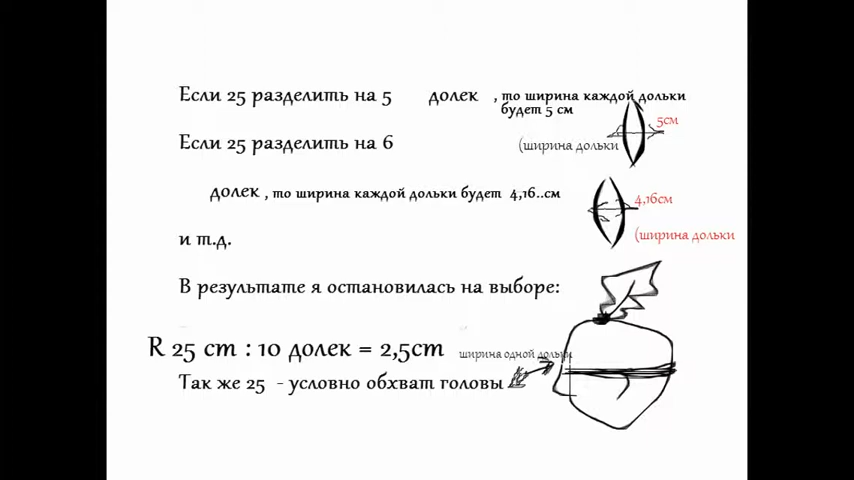 Если 25 разделить на 5 долек , то ширина каждой дольки
будет 5 см
5см
Если 25 разделить на 6
(ширина дольки
долек , то ширина каждой дольки будет 4,16..см
4,16см
(ширина дольки
и т.д.
В результате я остановилась на выборе:
R 25 cm : 10 долек = 2,5cm
ширина одной дольки
Так же 25 - условно обхват головы